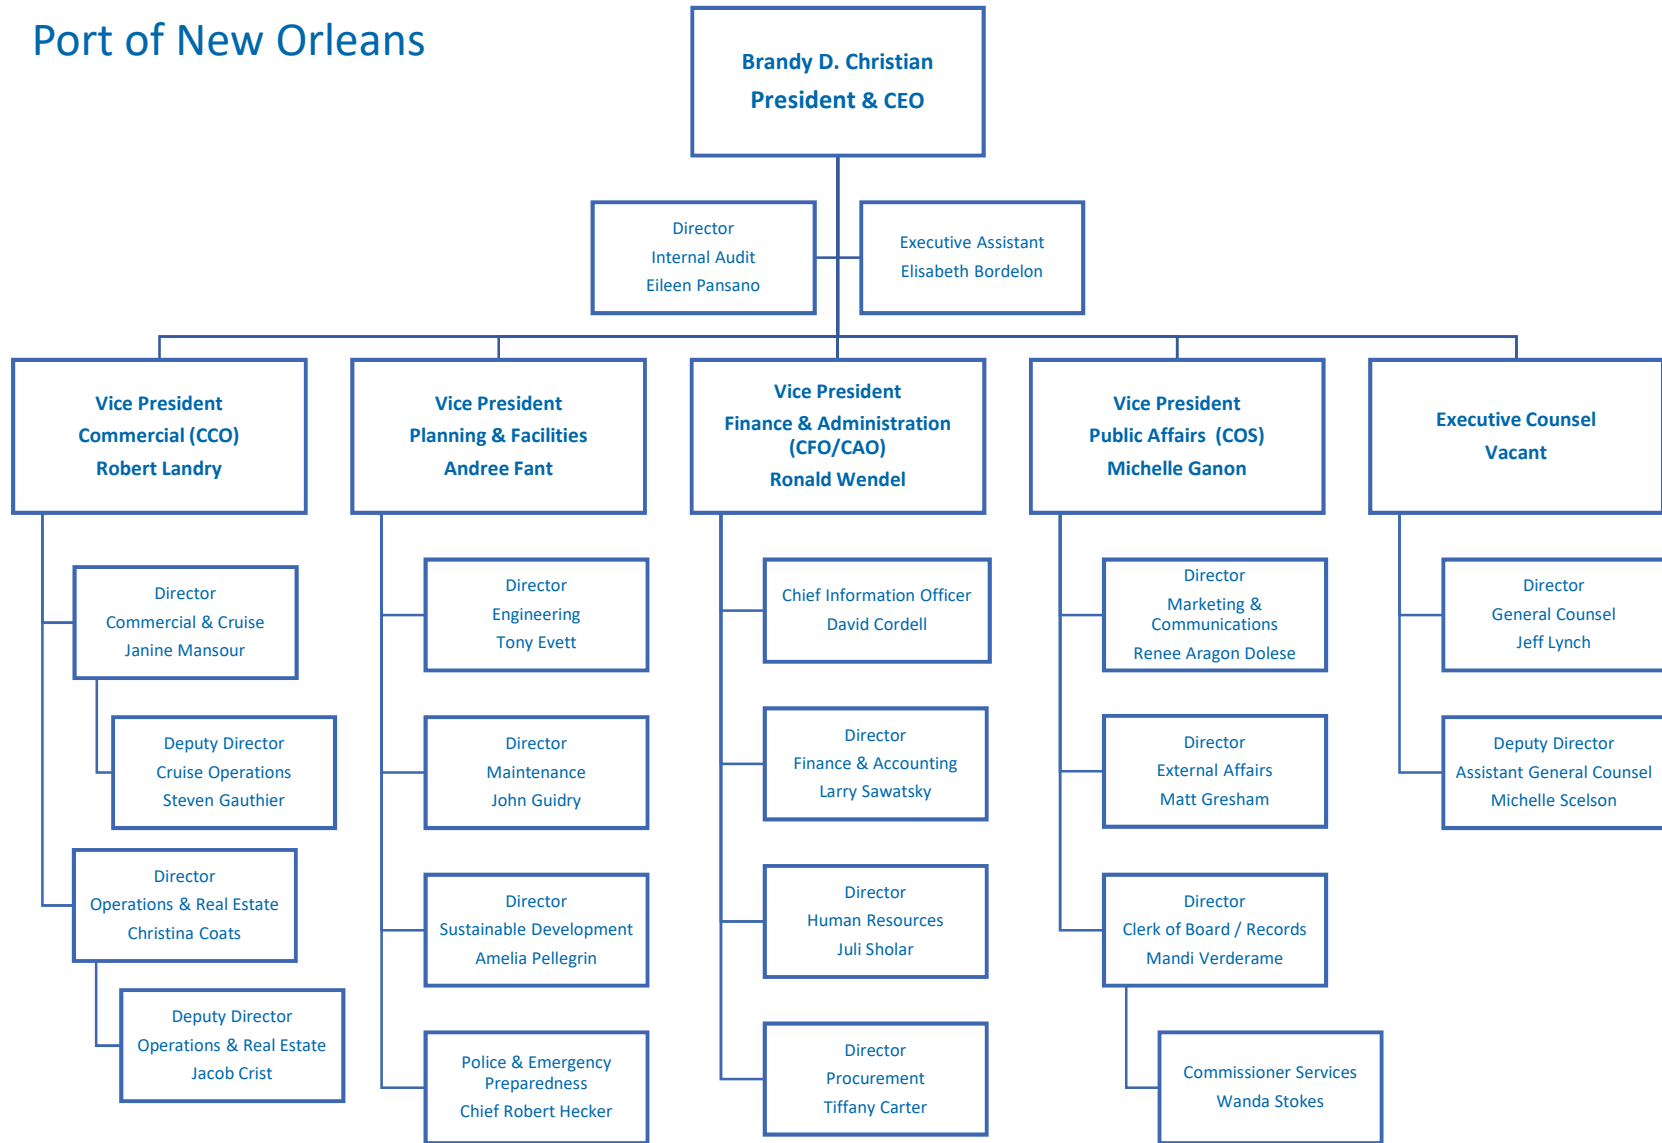 Port of New Orleans
Brandy D. Christian
President & CEO
Director
Internal Audit
Eileen Pansano
Executive Assistant
Elisabeth Bordelon
Vice President
Commercial (CCO)
Robert Landry
Director
Commercial & Cruise
Janine Mansour
Deputy Director
Cruise Operations
Steven Gauthier
Director
Operations & Real Estate
Christina Coats
Deputy Director
Operations & Real Estate
Jacob Crist
Vice President
Planning & Facilities
Andree Fant
Director
Engineering
Tony Evett
Director
Maintenance
John Guidry
Director
Sustainable Development
Amelia Pellegrin
Police & Emergency
Preparedness
Chief Robert Hecker
Vice President
Finance & Administration
(CFO/CAO)
Ronald Wendel
Chief Information Officer
David Cordell
Director
Finance & Accounting
Larry Sawatsky
Director
Human Resources
Juli Sholar
Director
Procurement
Tiffany Carter
Vice President
Public Affairs (COS)
Michelle Ganon
Director
Marketing &
Communications
Renee Aragon Dolese
Director
External Affairs
Matt Gresham
Director
Clerk of Board / Records
Mandi Verderame
Commissioner Services
Wanda Stokes
Executive Counsel
Vacant
Director
General Counsel
Jeff Lynch
Deputy Director
Assistant General Counsel
Michelle Scelson